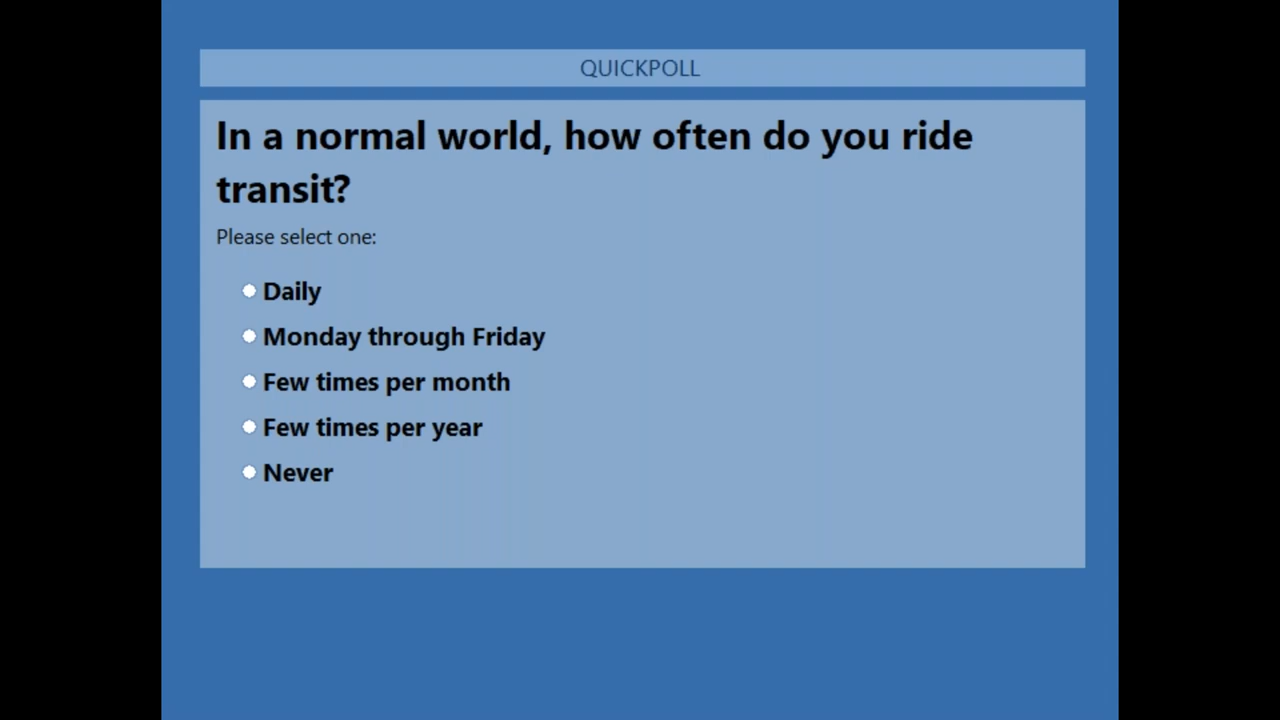 QUICKPOLL
In a normal world, how often do you ride
transit?
Please select one:
Daily
Monday through Friday
Few times per month
Few times per year
Never